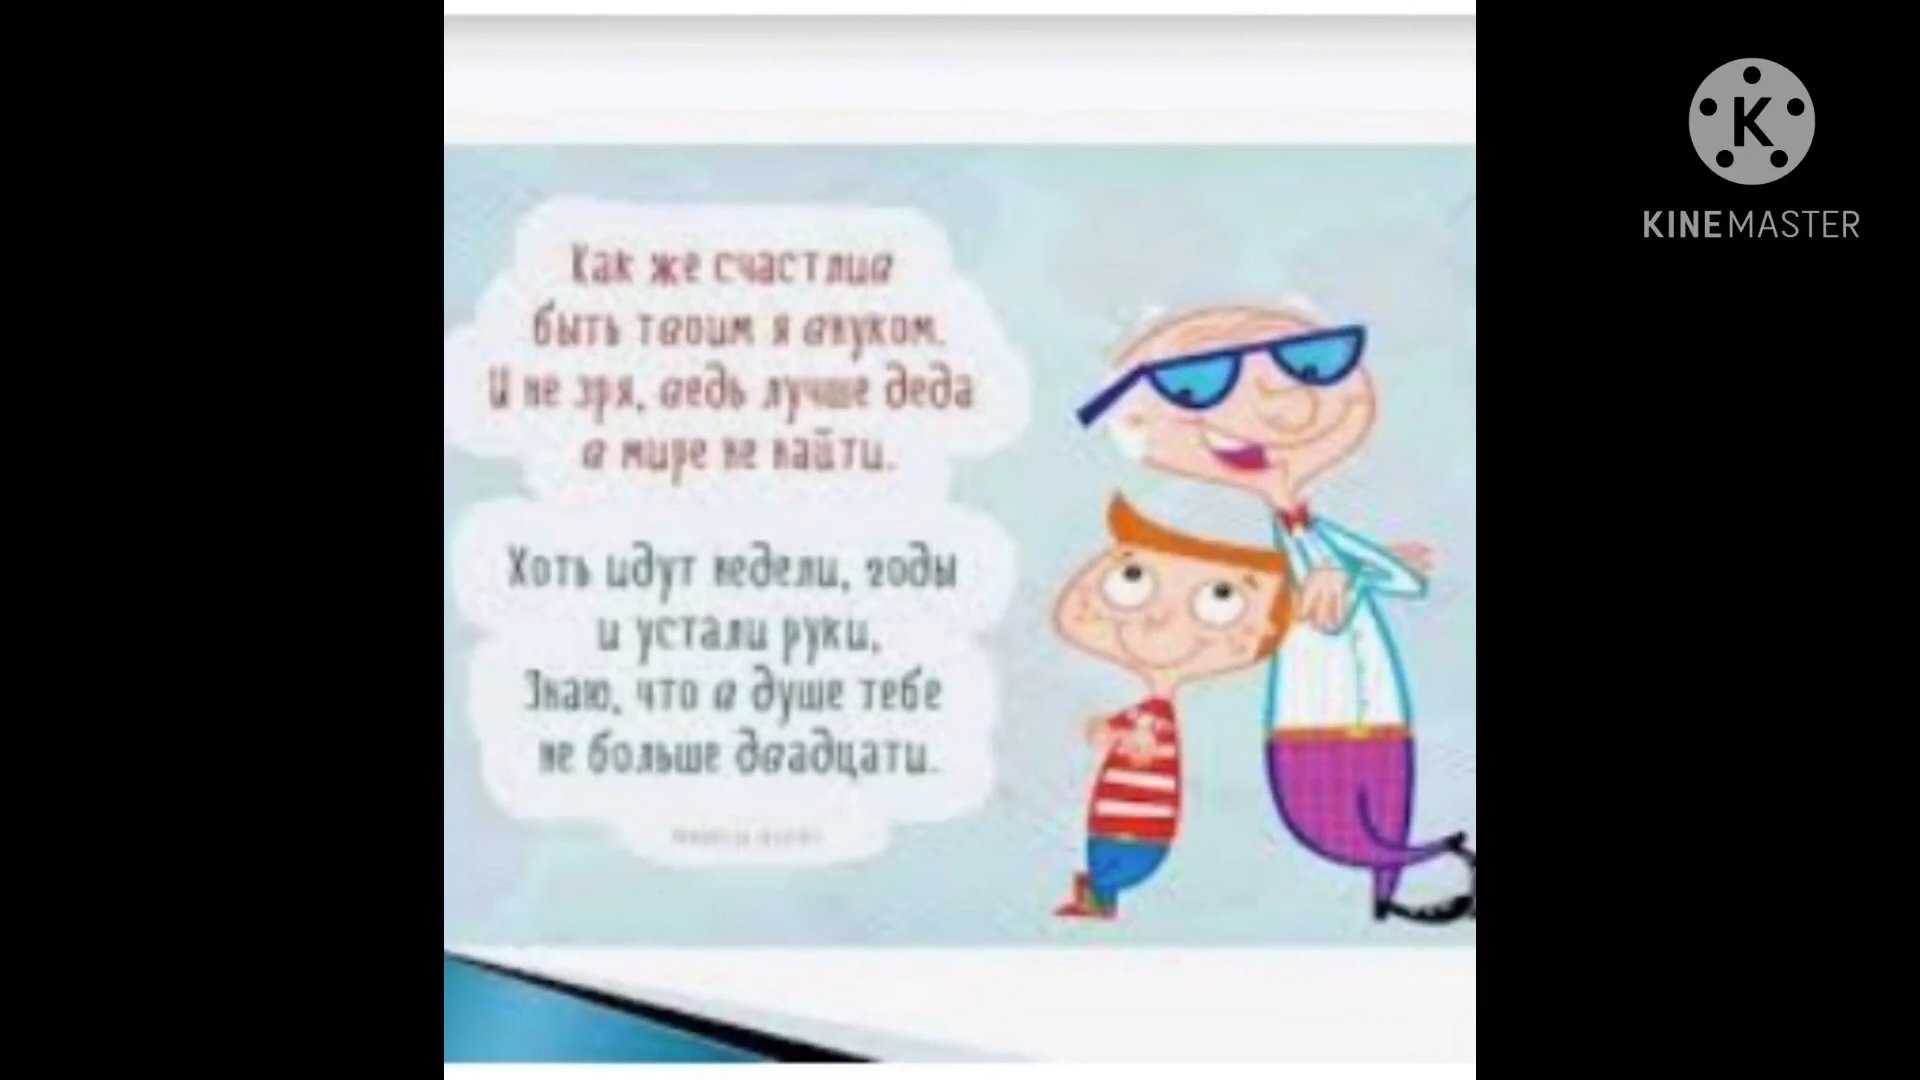 Как же счастлив
быть твоим я внуком.
И не зря, ведь лучше деда
в мире не найти.
Хоть идут недели, годы
и устали руки,
Знаю, что в душе тебе
не больше двадцати.
K
KINEMASTER